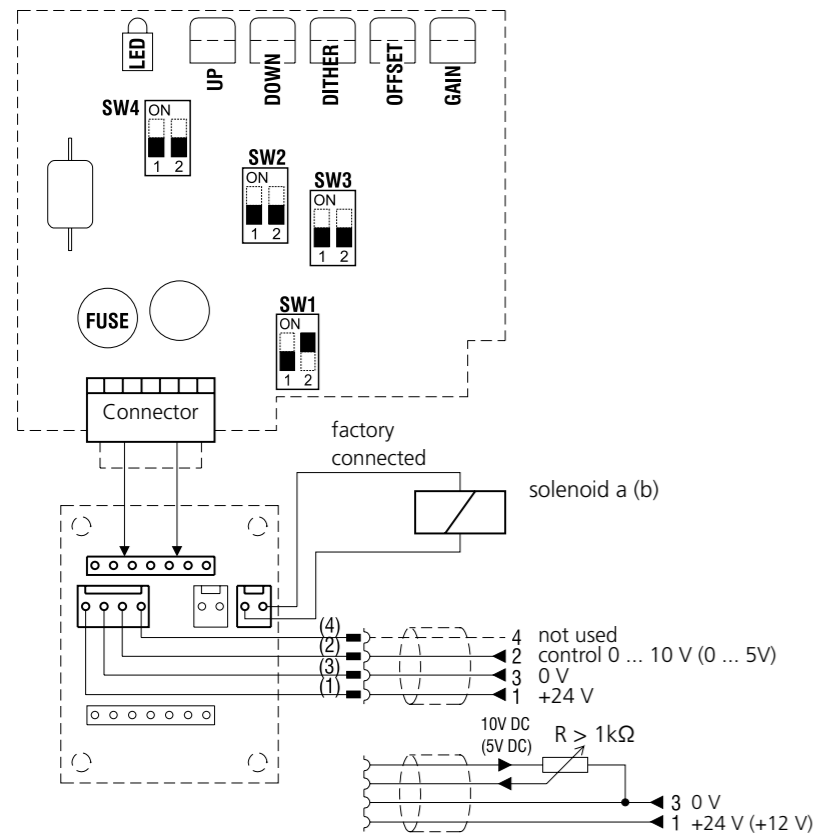 LED
UP
DOWN
DITHER
OFFSET
GAIN
SW4
ON
1 2
SW2
ON
1 2
SW3
ON
1 2
FUSE
SW1
ON
1 2
Connector
factory
connected
solenoid a (b)
(4)
4 not used
(2)
2 control 0 ... 10 V (0 ... 5V)
(3)
3 0 V
(1)
1 +24 V
10V DC
(5V DC)
R > 1kΩ
3 0 V
1 +24 V (+12 V)